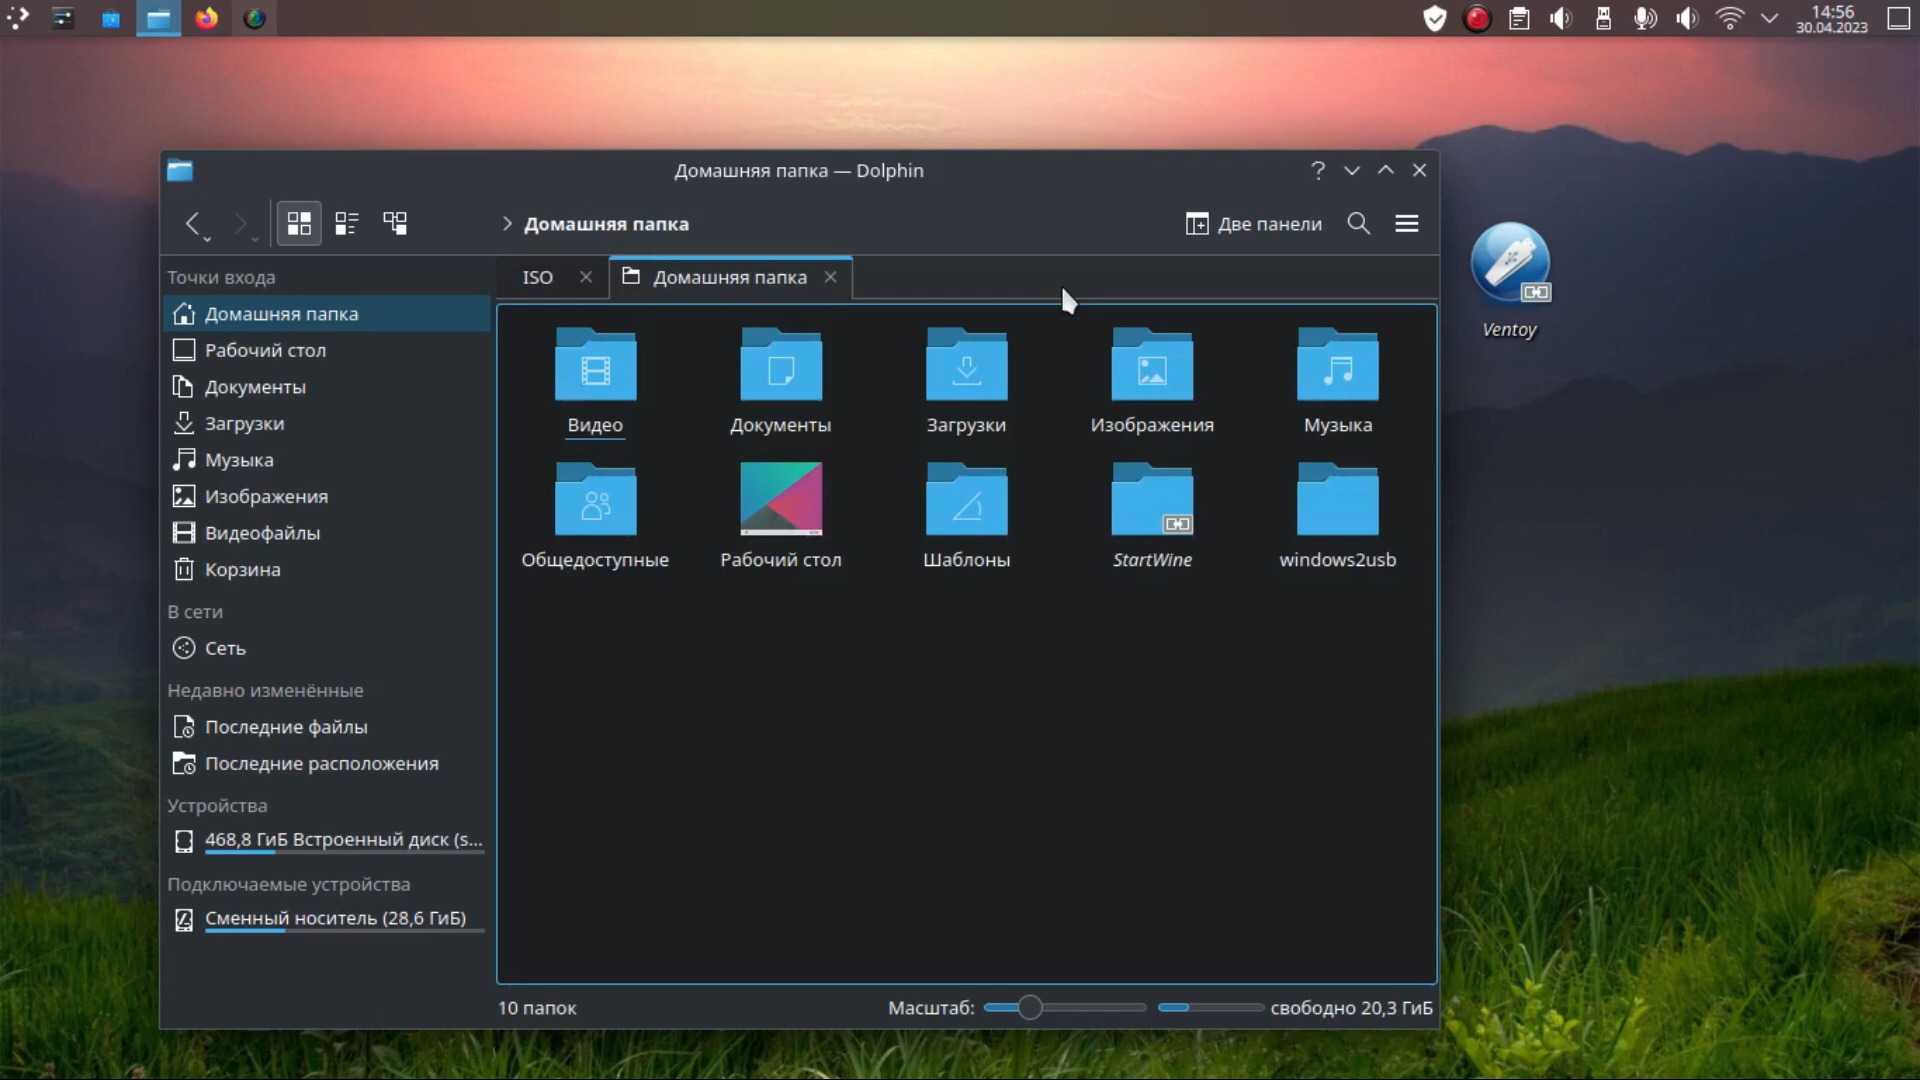 14:56
30.04.2023
Домашняя папка — Dolphin
Домашняя папка
Две панели
Точки входа
Домашняя папка
Рабочий стол
Документы
Загрузки
Музыка
Изображения
Видеофайлы
Корзина
В сети
Сеть
Недавно изменённые
Последние файлы
Последние расположения
Устройства
468,8 ГиБ Встроенный диск (s...
Подключаемые устройства
Сменный носитель (28,6 ГиБ)
ISO
Домашняя папка
Видео
Документы
Загрузки
Изображения
Музыка
Общедоступные
Рабочий стол
Шаблоны
StartWine
windows2usb
10 папок
Масштаб:
свободно 20,3 ГиБ
Ventoy